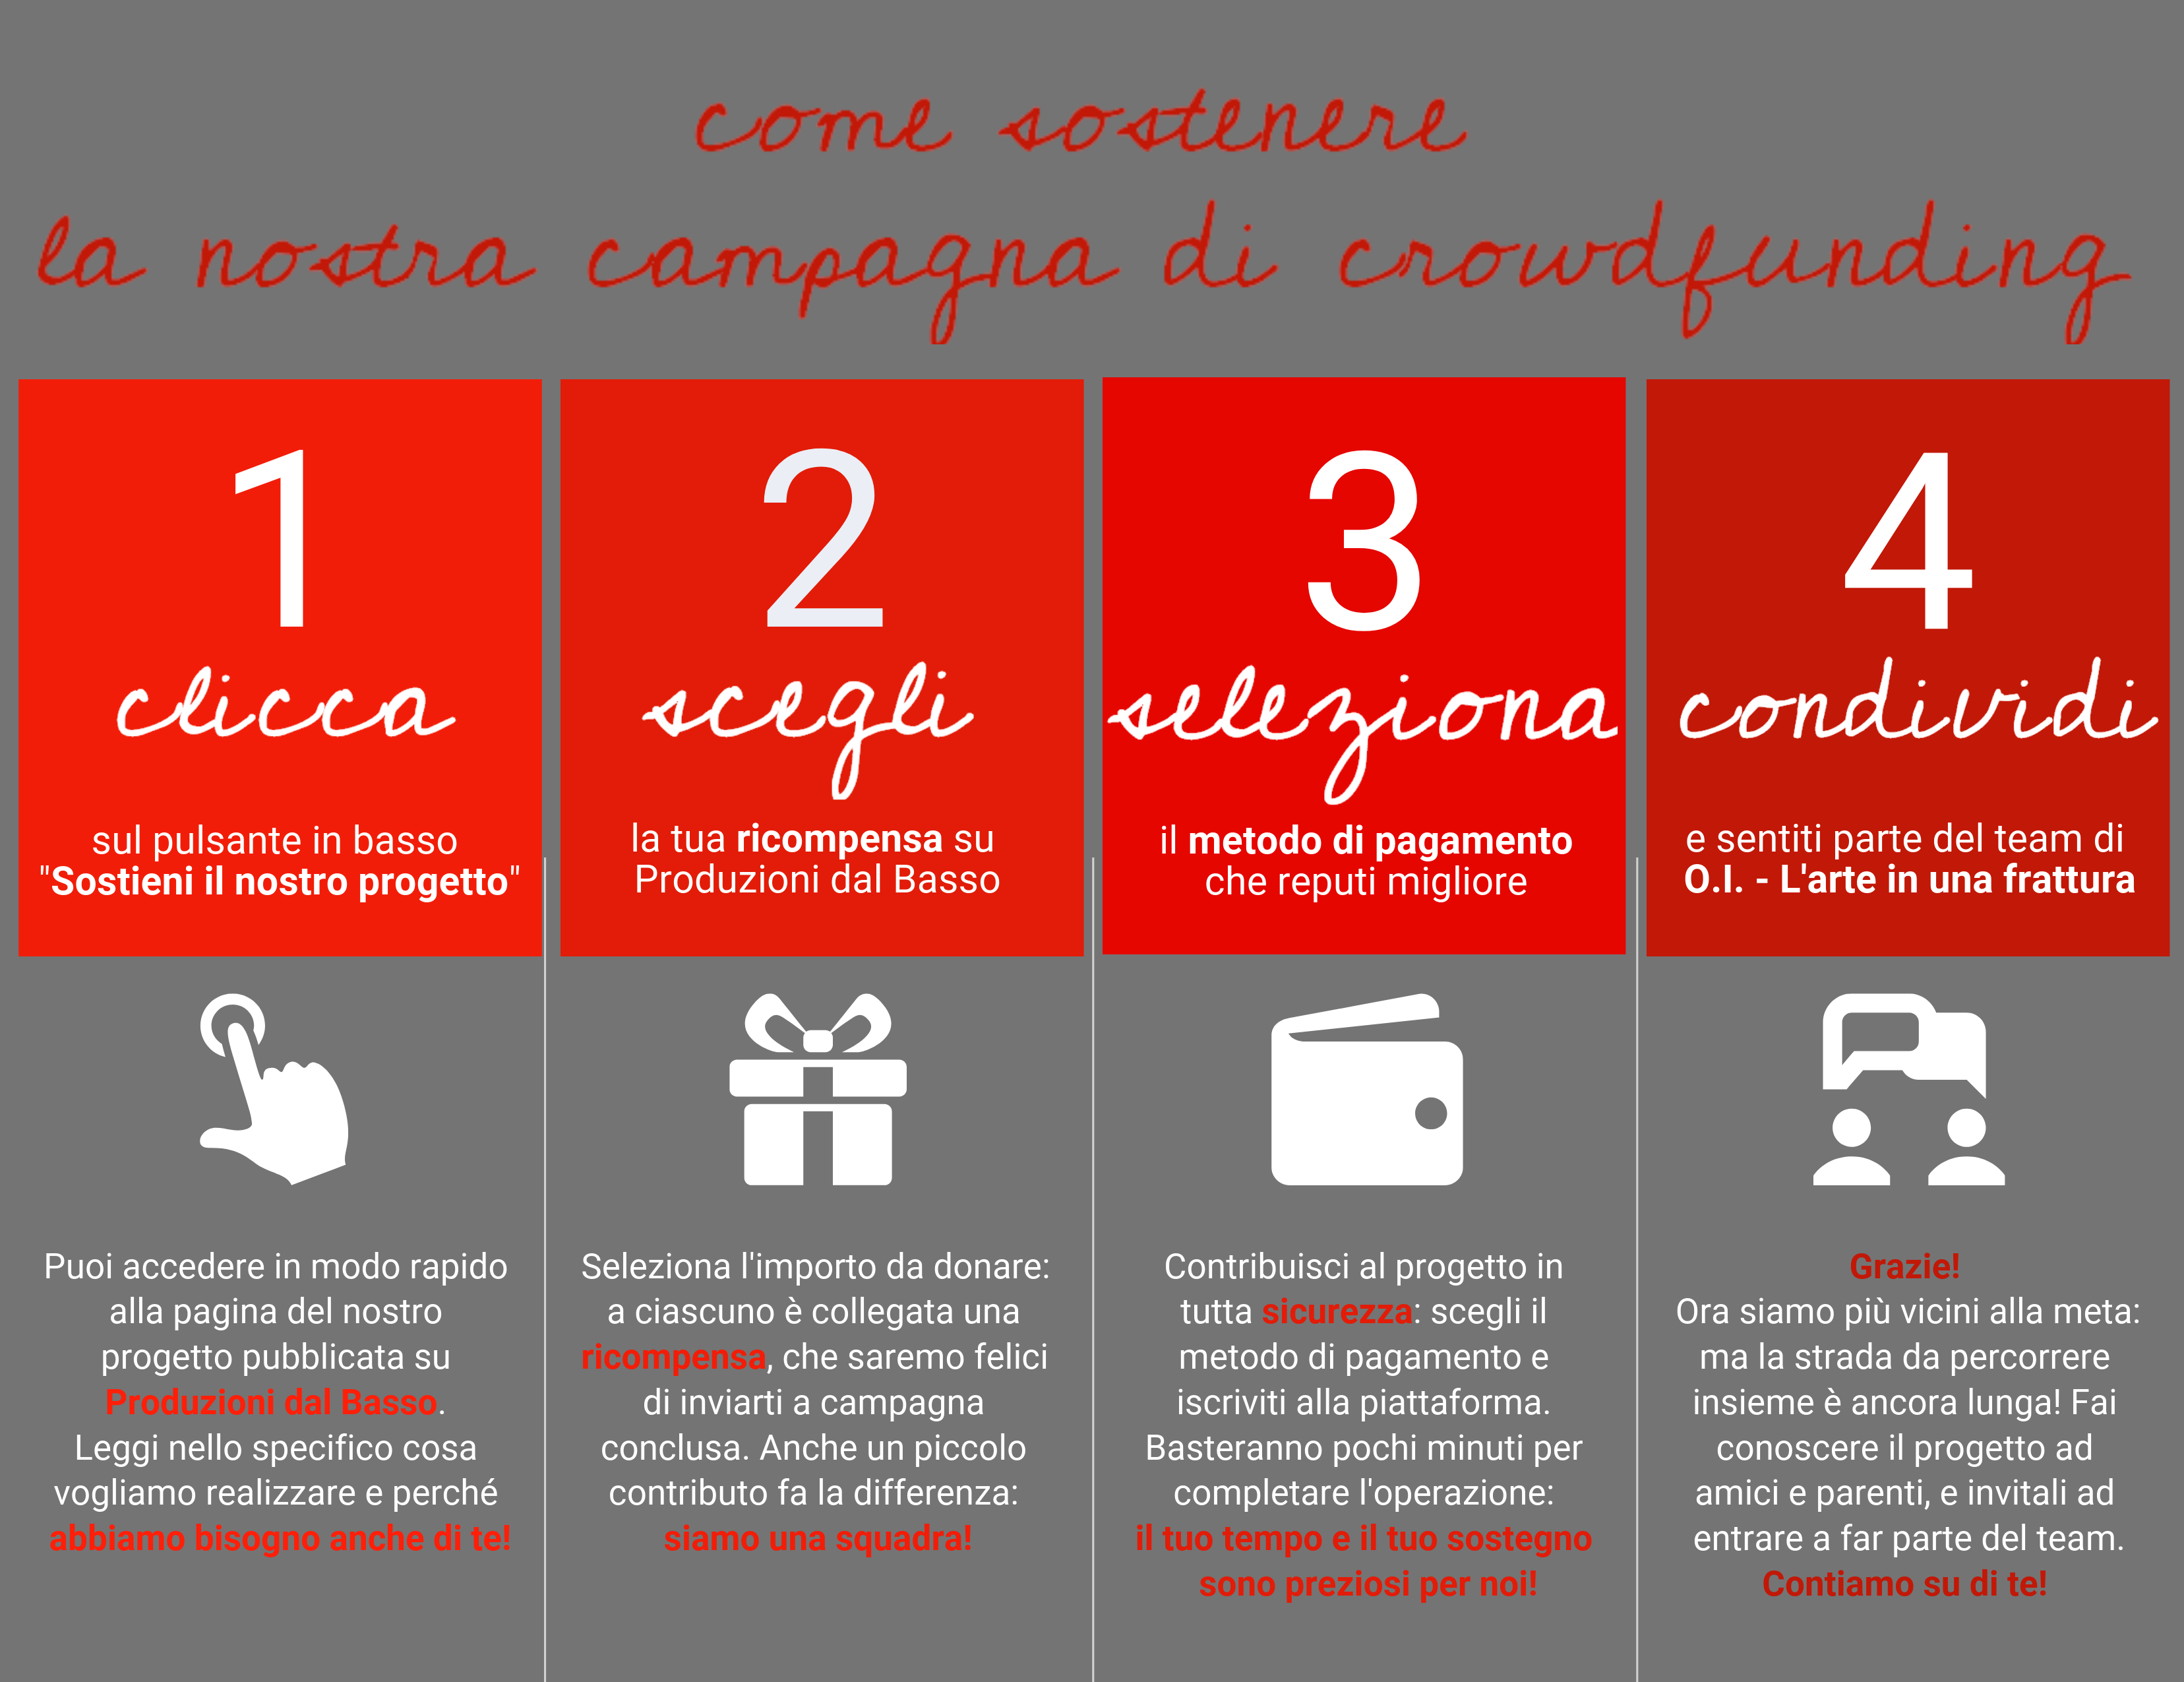 come sostenere
la nostra campagna di crowdfunding
1
clicca
sul pulsante in basso
"Sostieni il nostro progetto"
Puoi accedere in modo rapido
alla pagina del nostro
progetto pubblicata su
Produzioni dal Basso.
Leggi nello specifico cosa
vogliamo realizzare e perché
abbiamo bisogno anche di te!
2
scegli
la tua ricompensa su
Produzioni dal Basso
Seleziona l'importo da donare:
a ciascuno è collegata una
ricompensa, che saremo felici
di inviarti a campagna
conclusa. Anche un piccolo
contributo fa la differenza:
siamo una squadra!
3
seleziona
il metodo di pagamento
che reputi migliore
Contribuisci al progetto in
tutta sicurezza: scegli il
metodo di pagamento e
iscriviti alla piattaforma.
Basteranno pochi minuti per
completare l'operazione:
il tuo tempo e il tuo sostegno
sono preziosi per noi!
4
condividi
e sentiti parte del team di
O.I. - L'arte in una frattura
Grazie!
Ora siamo più vicini alla meta:
ma la strada da percorrere
insieme è ancora lunga! Fai
conoscere il progetto ad
amici e parenti, e invitali ad
entrare a far parte del team.
Contiamo su di te!